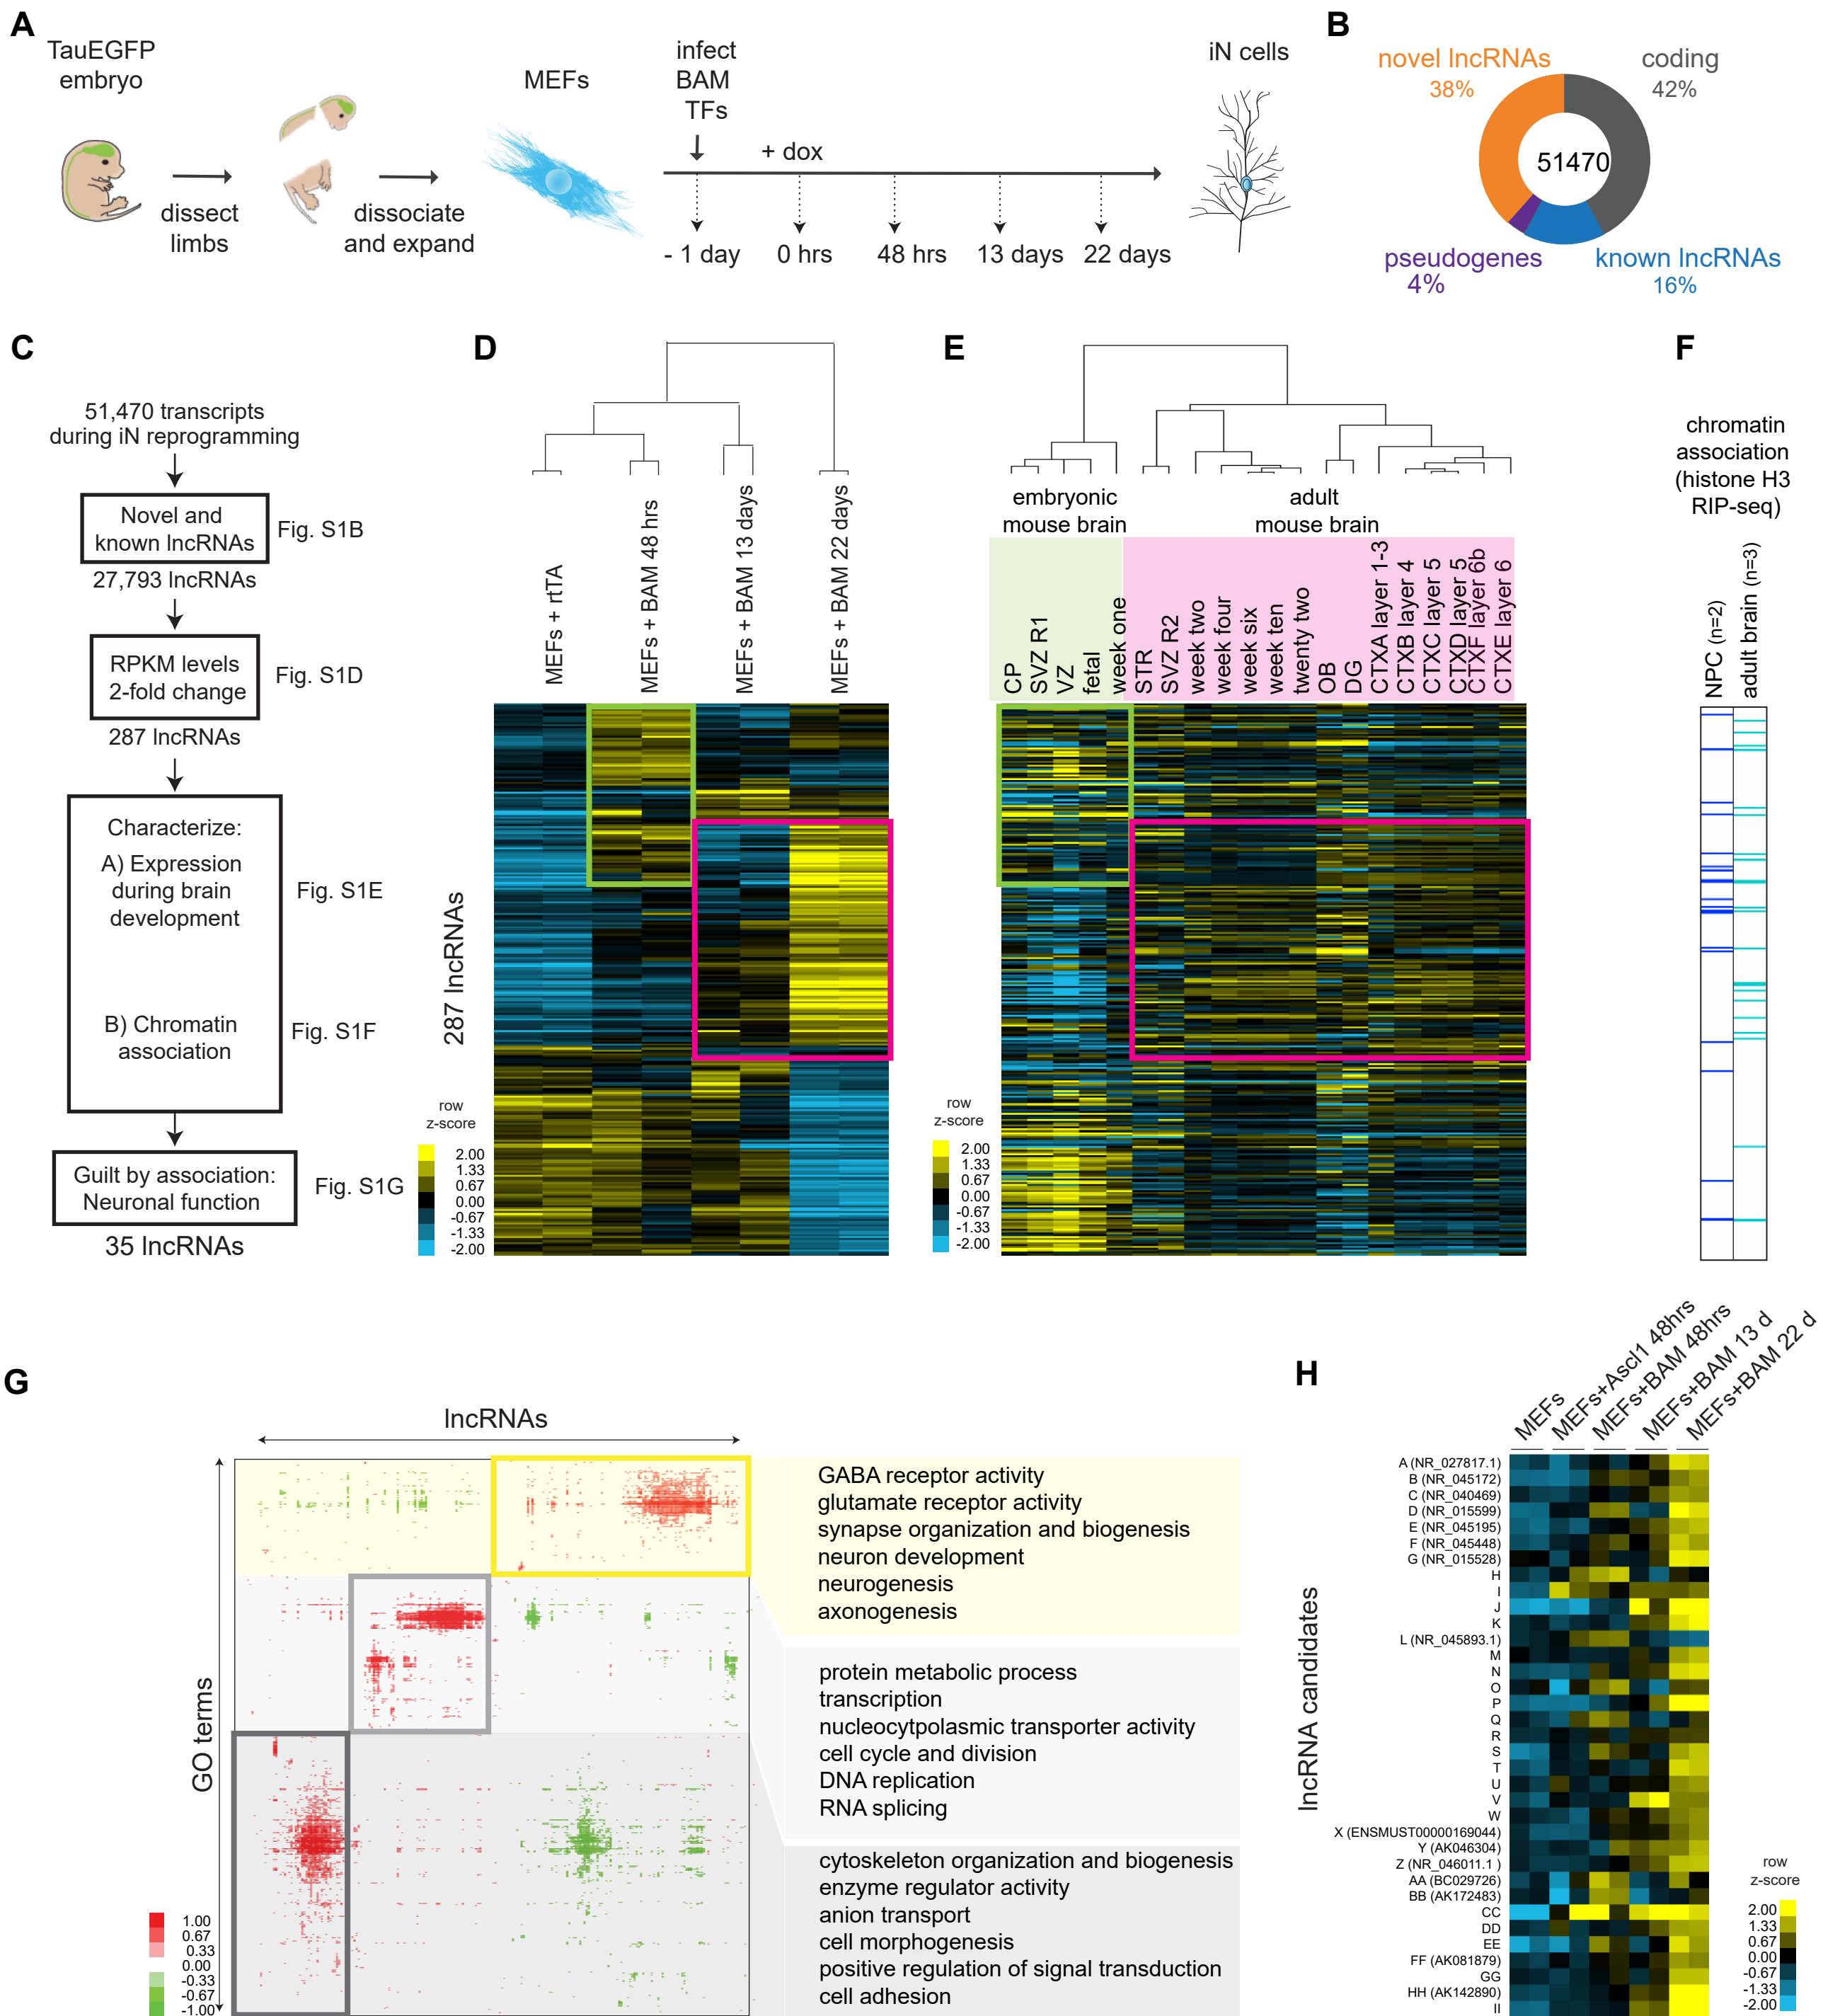 A
TauEGFP
embryo
dissect
limbs
dissociate
and expand
MEFs
infect
BAM
TFs
+ dox
- 1 day
0 hrs
48 hrs
13 days
22 days
iN cells
B
novel lncRNAs
38%
coding
42%
51470
pseudogenes
4%
known lncRNAs
16%
C
51,470 transcripts
during iN reprogramming
Novel and
known lncRNAs
Fig. S1B
27,793 lncRNAs
RPKM levels
2-fold change
Fig. S1D
287 lncRNAs
Characterize:
A) Expression
during brain
development
Fig. S1E
B) Chromatin
association
Fig. S1F
Guilt by association:
Neuronal function
Fig. S1G
35 lncRNAs
D
MEFs + rtTA
MEFs + BAM 48 hrs
MEFs + BAM 13 days
MEFs + BAM 22 days
287 lncRNAs
row
z-score
2.00
1.33
0.67
0.00
-0.67
-1.33
-2.00
E
embryonic
mouse brain
adult
mouse brain
CP
SVZ R1
VZ
fetal
week one
STR
SVZ R2
week two
week four
week six
week ten
twenty two
OB
DG
CTXA layer 1-3
CTXB layer 4
CTXC layer 5
CTXD layer 5
CTXF layer 6b
CTXE layer 6
row
z-score
2.00
1.33
0.67
0.00
-0.67
-1.33
-2.00
F
chromatin
association
(histone H3
RIP-seq)
NPC (n=2)
adult brain (n=3)
G
lncRNAs
GO terms
GABA receptor activity
glutamate receptor activity
synapse organization and biogenesis
neuron development
neurogenesis
axonogenesis
protein metabolic process
transcription
nucleocytpolasmic transporter activity
cell cycle and division
DNA replication
RNA splicing
cytoskeleton organization and biogenesis
enzyme regulator activity
anion transport
cell morphogenesis
positive regulation of signal transduction
cell adhesion
1.00
0.67
0.33
0.00
-0.33
-0.67
-1.00
H
MEFs
MEFs+Ascl1 48hrs
MEFs+BAM 48hrs
MEFs+BAM 13 d
MEFs+BAM 22 d
lncRNA candidates
A (NR_027817.1)
B (NR_045172)
C (NR_040469)
D (NR_015599)
E (NR_045195)
F (NR_045448)
G (NR_015528)
H
I
J
K
L (NR_045893.1)
M
N
O
P
Q
R
S
T
U
V
W
X (ENSMUST00000169044)
Y (AK046304)
Z (NR_046011.1 )
AA (BC029726)
BB (AK172483)
CC
DD
EE
FF (AK081879)
GG
HH (AK142890)
II
row
z-score
2.00
1.33
0.67
0.00
-0.67
-1.33
-2.00